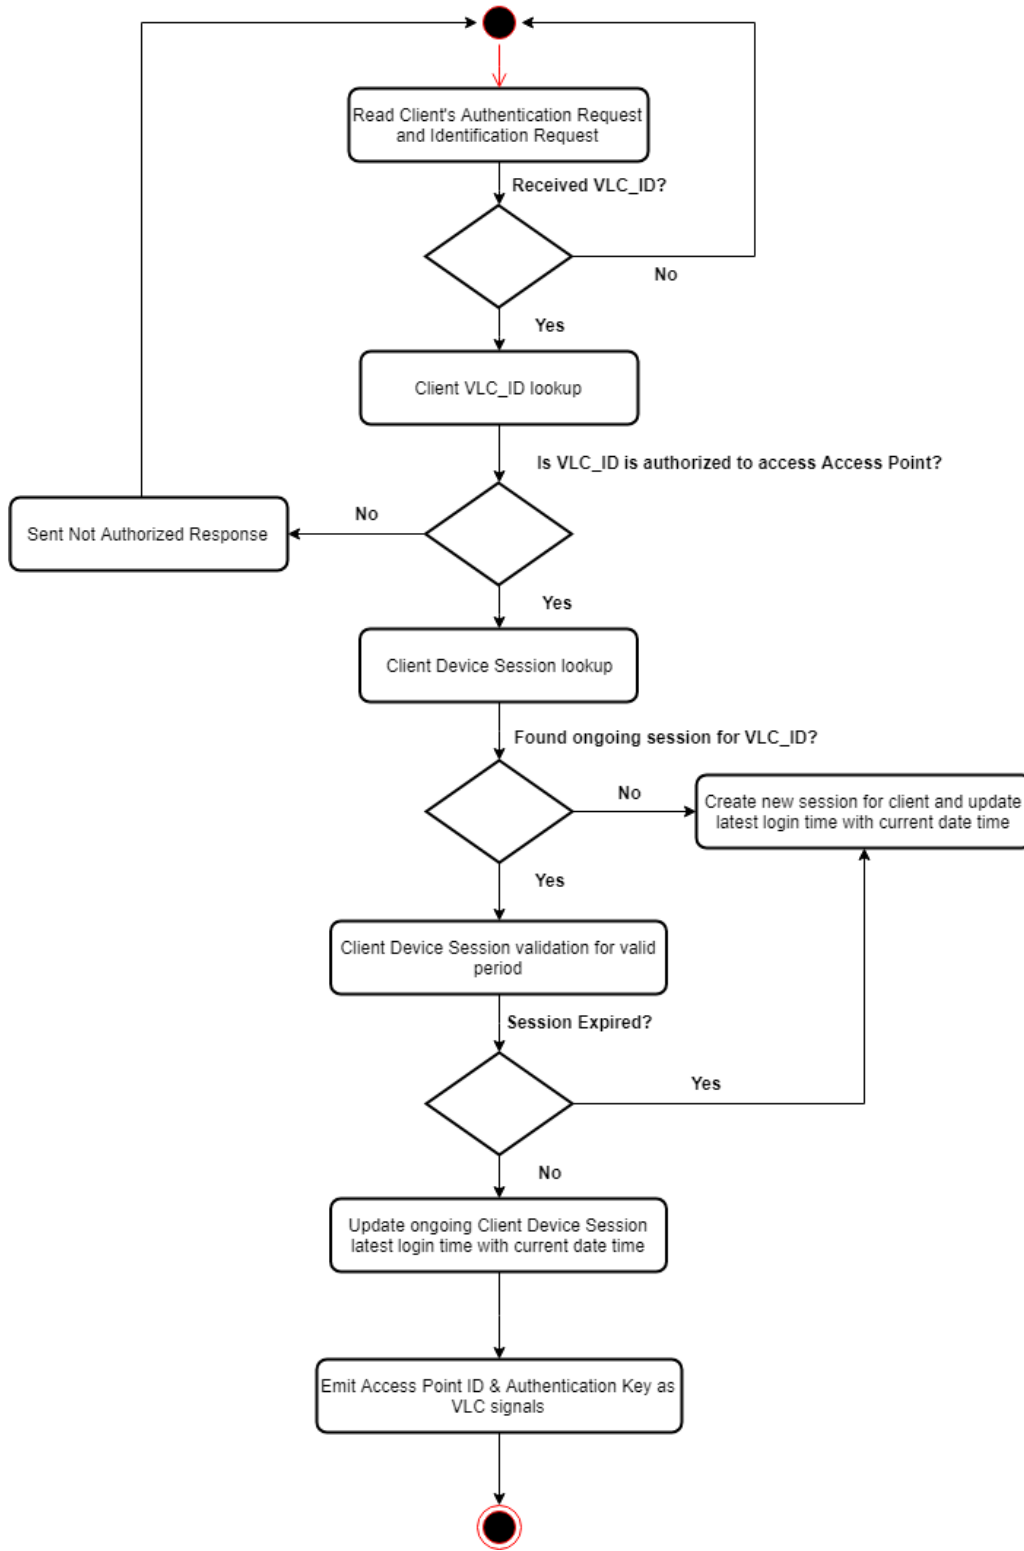 Read Client's Authentication Request
and Identification Request
Received VLC_ID?
No
Yes
Client VLC_ID lookup
Is VLC_ID is authorized to access Access Point?
No
Sent Not Authorized Response
Yes
Client Device Session lookup
Found ongoing session for VLC_ID?
No
Create new session for client and update
latest login time with current date time
Yes
Client Device Session validation for valid
period
Session Expired?
Yes
No
Update ongoing Client Device Session
latest login time with current date time
Emit Access Point ID & Authentication Key as
VLC signals